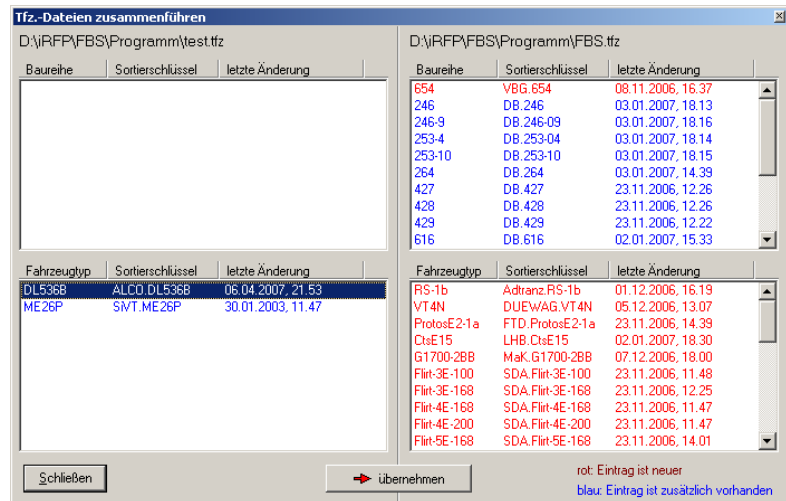 Tfz.-Dateien zusammenführen
D:\iRFP\FBS\Programm\test.tfz
D:\iRFP\FBS\Programm\FBS.tfz
Baureihe Sortierschlüssel letzte Änderung
Baureihe Sortierschlüssel letzte Änderung
654 VBG.654 08.11.2006, 16.37
246 DB.246 03.01.2007, 18.13
246-9 DB.246-09 03.01.2007, 18.16
253-4 DB.253-04 03.01.2007, 18.14
253-10 DB.253-10 03.01.2007, 18.15
264 DB.264 03.01.2007, 14.39
427 DB.427 23.11.2006, 12.26
428 DB.428 23.11.2006, 12.26
429 DB.429 23.11.2006, 12.22
616 DB.616 02.01.2007, 15.33
Fahrzeugtyp Sortierschlüssel letzte Änderung
DL536B ALCO.DL536B 06.04.2007, 21.53
ME26P SiVT.ME26P 30.01.2003, 11.47
Fahrzeugtyp Sortierschlüssel letzte Änderung
RS-1b Adtranz.RS-1b 01.12.2006, 16.19
VT4N DUEWAG.VT4N 05.12.2006, 13.07
ProtosE2-1a FTD.ProtosE2-1a 23.11.2006, 14.39
CtsE15 LHB.CtsE15 02.01.2007, 18.30
G1700-2BB MaK.G1700-2BB 07.12.2006, 18.00
Flirt-3E-100 SDA.Flirt-3E-100 23.11.2006, 11.48
Flirt-3E-168 SDA.Flirt-3E-168 23.11.2006, 12.25
Flirt-4E-168 SDA.Flirt-4E-168 23.11.2006, 11.47
Flirt-4E-200 SDA.Flirt-4E-200 23.11.2006, 11.47
Flirt-5E-168 SDA.Flirt-5E-168 23.11.2006, 14.01
Schließen
übernehmen
rot: Eintrag ist neuer
blau: Eintrag ist zusätzlich vorhanden